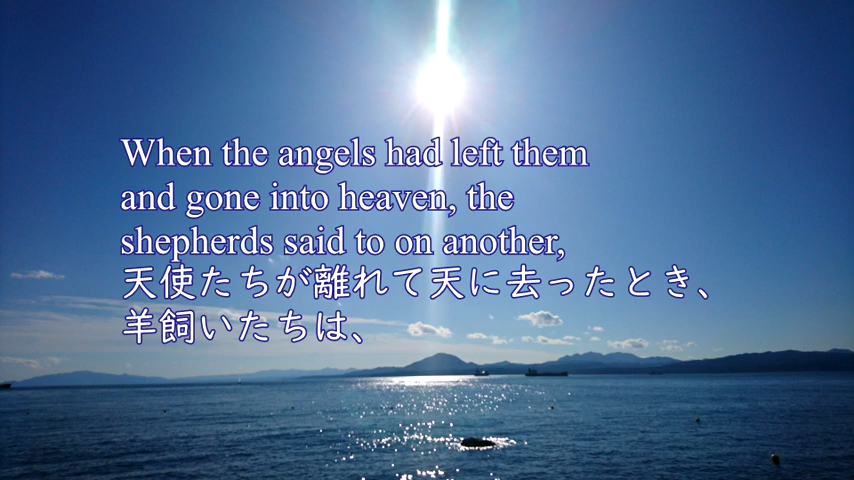 When the angels had left them
and gone into heaven, the
shepherds said to on another,
天使たちが離れて天に去ったとき、
羊飼いたちは、